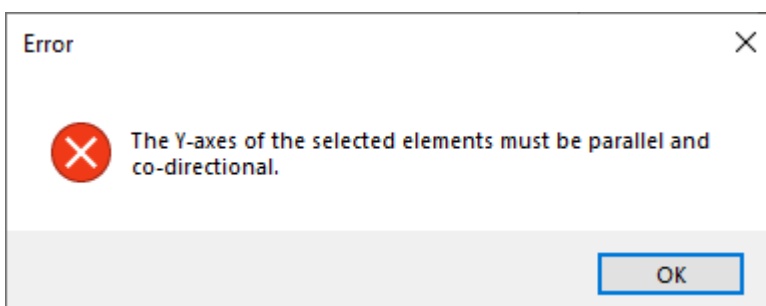 Error
The Y-axes of the selected elements must be parallel and
co-directional.
OK